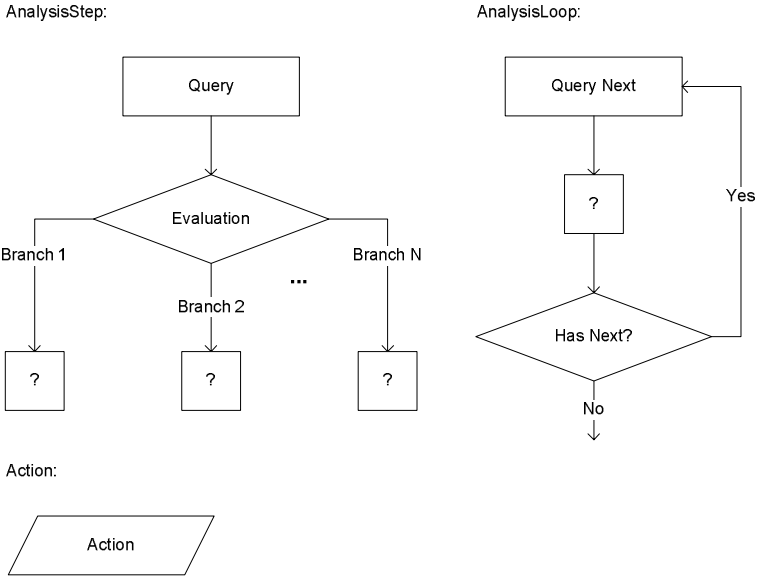 AnalysisStep:
Query
Evaluation
Branch 1
Branch 2
...
Branch N
?
?
?
AnalysisLoop:
Query Next
?
Has Next?
Yes
No
Action:
Action